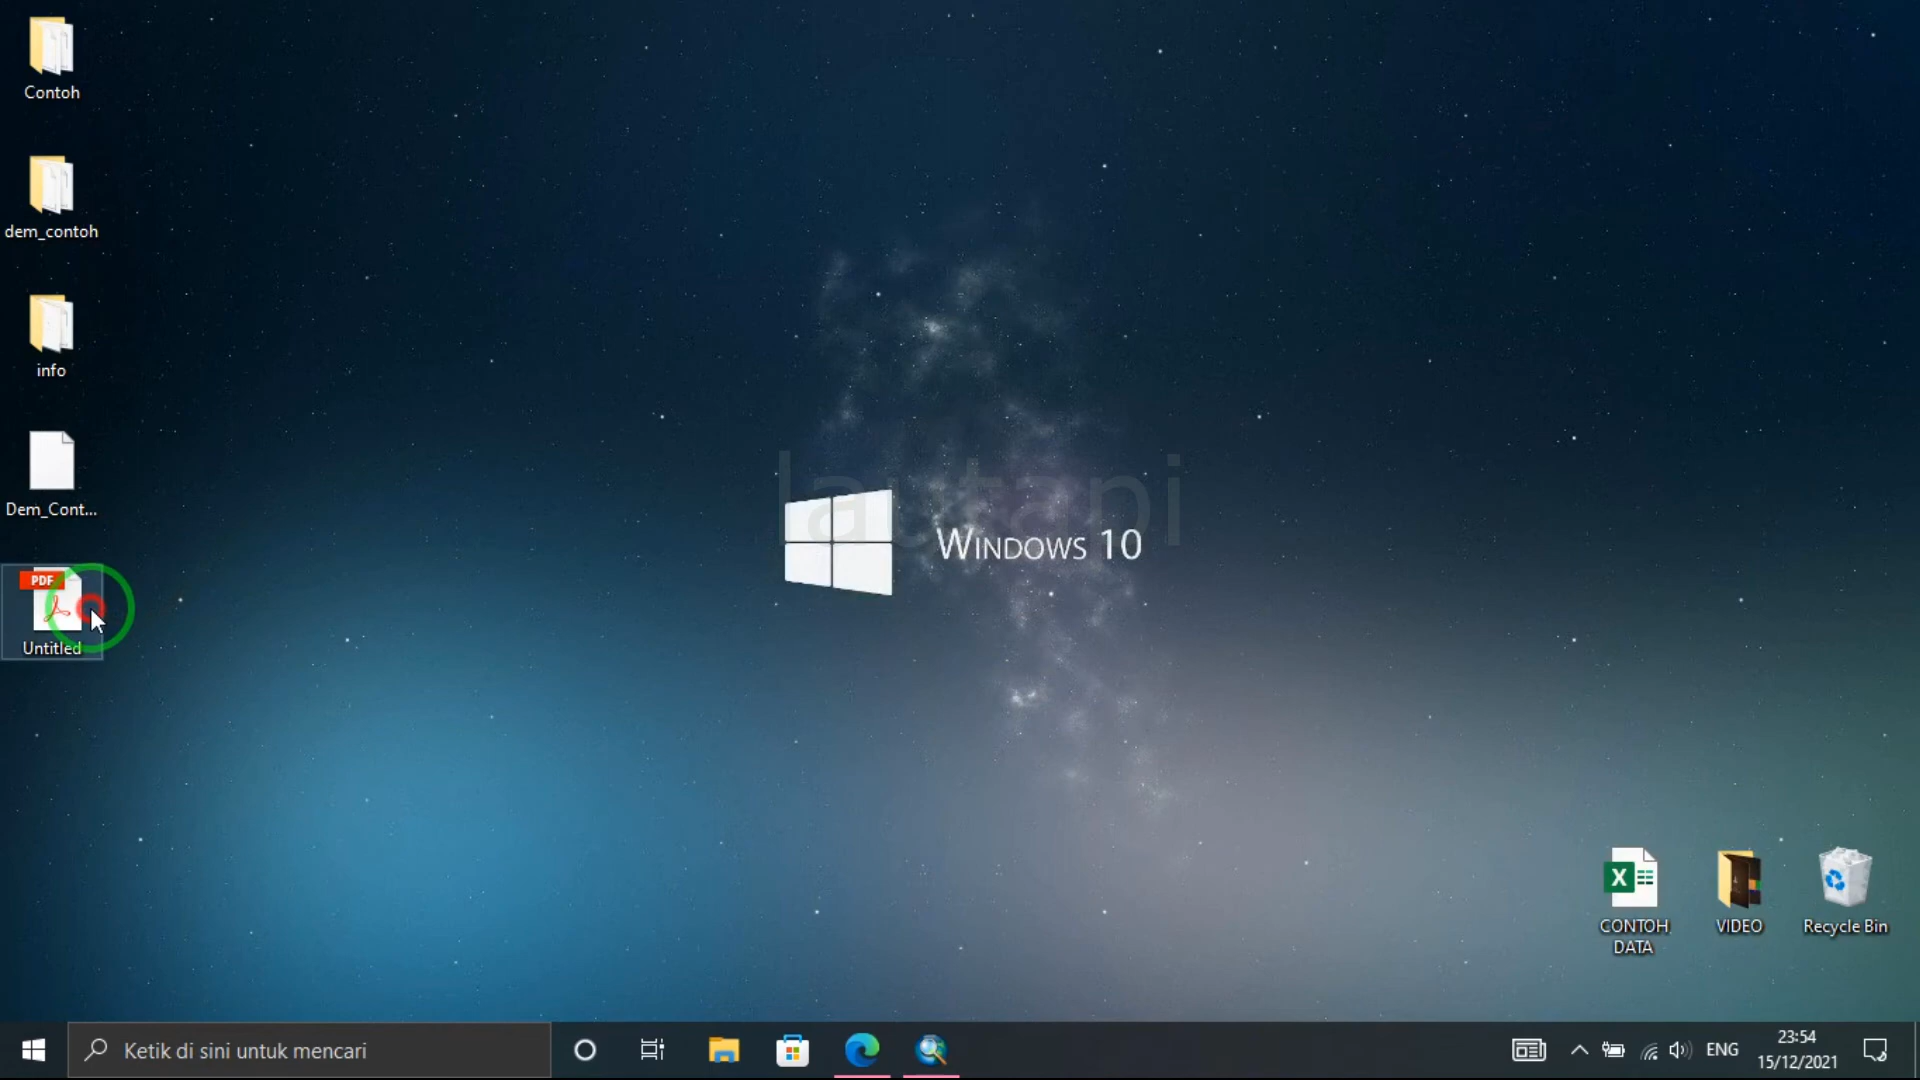 Contoh
dem_contoh
info
Dem_Cont...
PDF
Untitled
lautapi
WINDOWS 10
X
CONTOH
DATA
VIDEO
Recycle Bin
Ketik di sini untuk mencari
ENG
23:54
15/12/2021